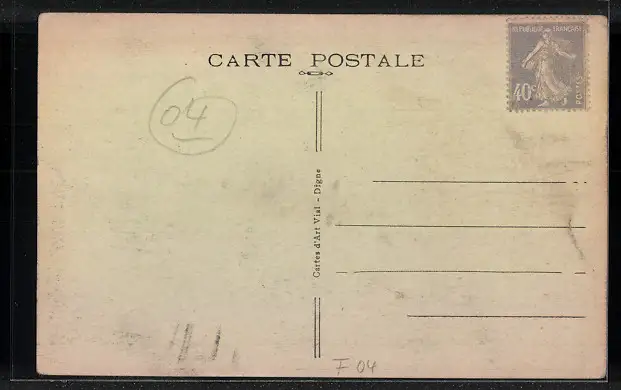 CARTE POSTALE
REPUBLIQUE FRANÇAISE
40c
POSTES
04
Cartes d'Art Vial - Digne
F 04